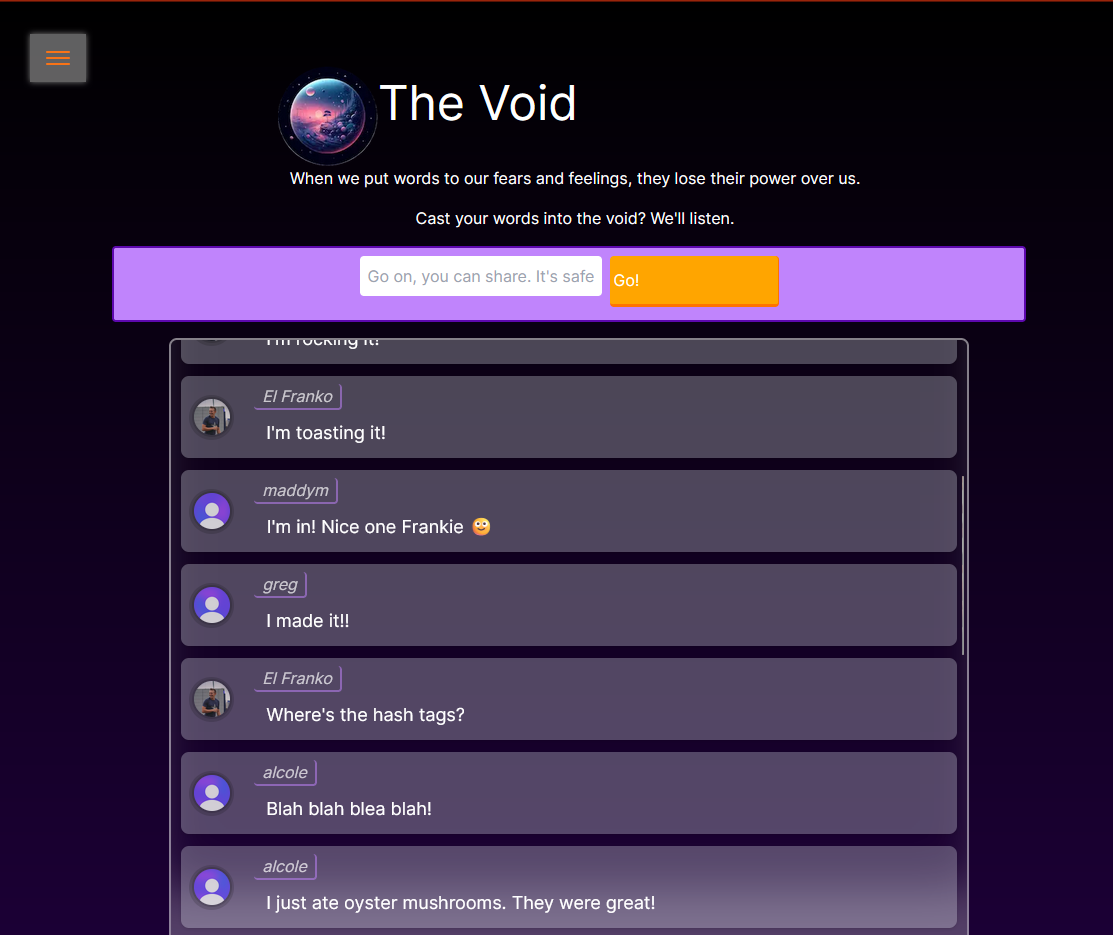 The Void
When we put words to our fears and feelings, they lose their power over us.
Cast your words into the void? We'll listen.
Go on, you can share. It's safe
Go!
I'm rocking it!
El Franko
I'm toasting it!
maddym
I'm in! Nice one Frankie
greg
I made it!!
El Franko
Where's the hash tags?
alcole
Blah blah blea blah!
alcole
I just ate oyster mushrooms. They were great!